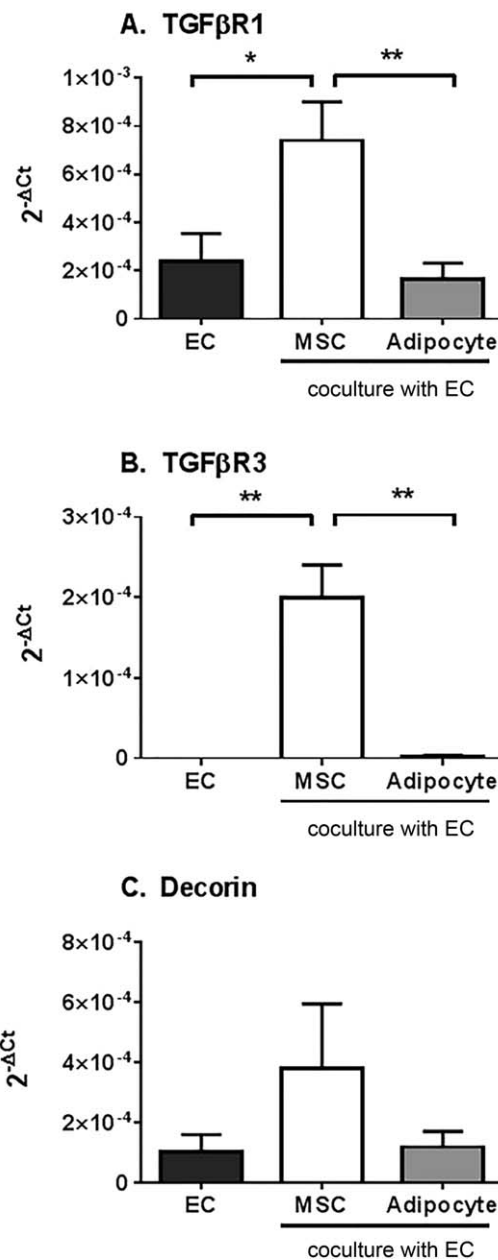 A. TGFβR1
* **
1×10-3
8×10-4
6×10-4
4×10-4
2×10-4
0
2-ΔCt
EC MSC Adipocyte
coculture with EC
B. TGFβR3
** **
3×10-4
2×10-4
1×10-4
0
2-ΔCt
EC MSC Adipocyte
coculture with EC
C. Decorin
8×10-4
6×10-4
4×10-4
2×10-4
0
2-ΔCt
EC MSC Adipocyte
coculture with EC